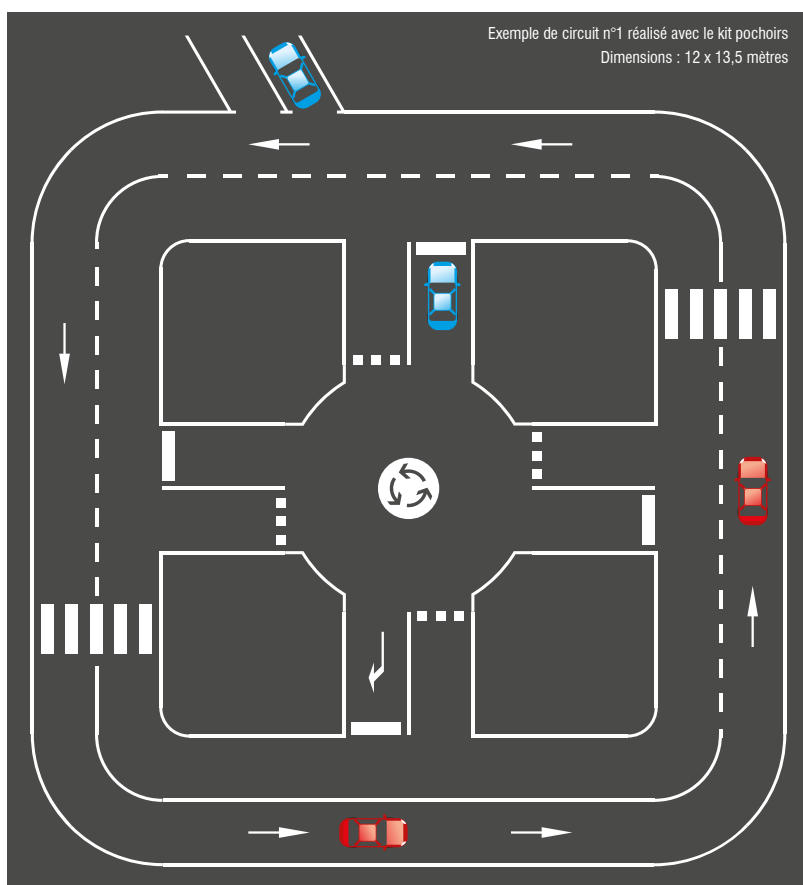 Exemple de circuit n°1 réalisé avec le kit pochoirs
Dimensions : 12 x 13,5 mètres